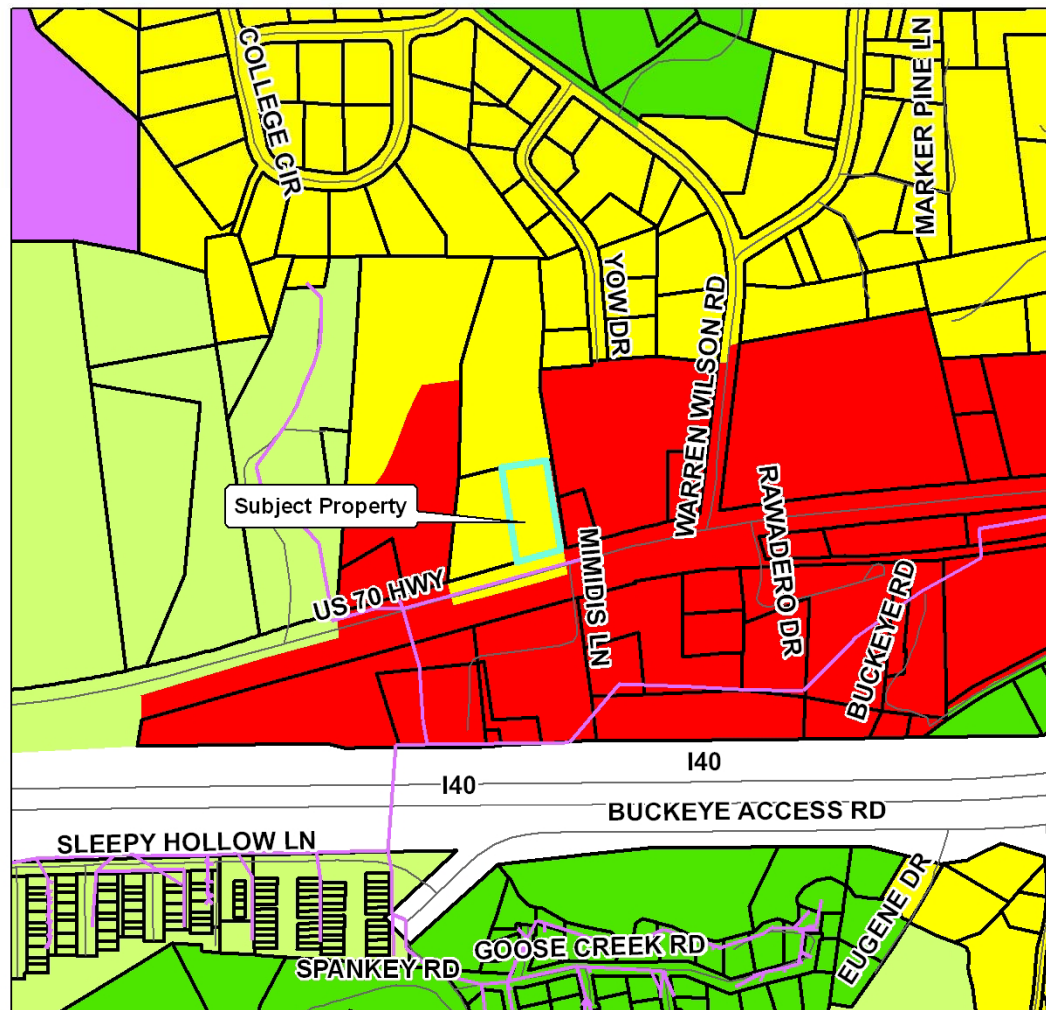 COLLEGE CIR
MARKER PINE LN
YOW DR
WARREN WILSON RD
Subject Property
RAWADERO DR
US 70 HWY
MIMIDIS LN
BUCKEYE RD
I40
I40
BUCKEYE ACCESS RD
SLEEPY HOLLOW LN
EUGENE DR
GOOSE CREEK RD
SPANKEY RD